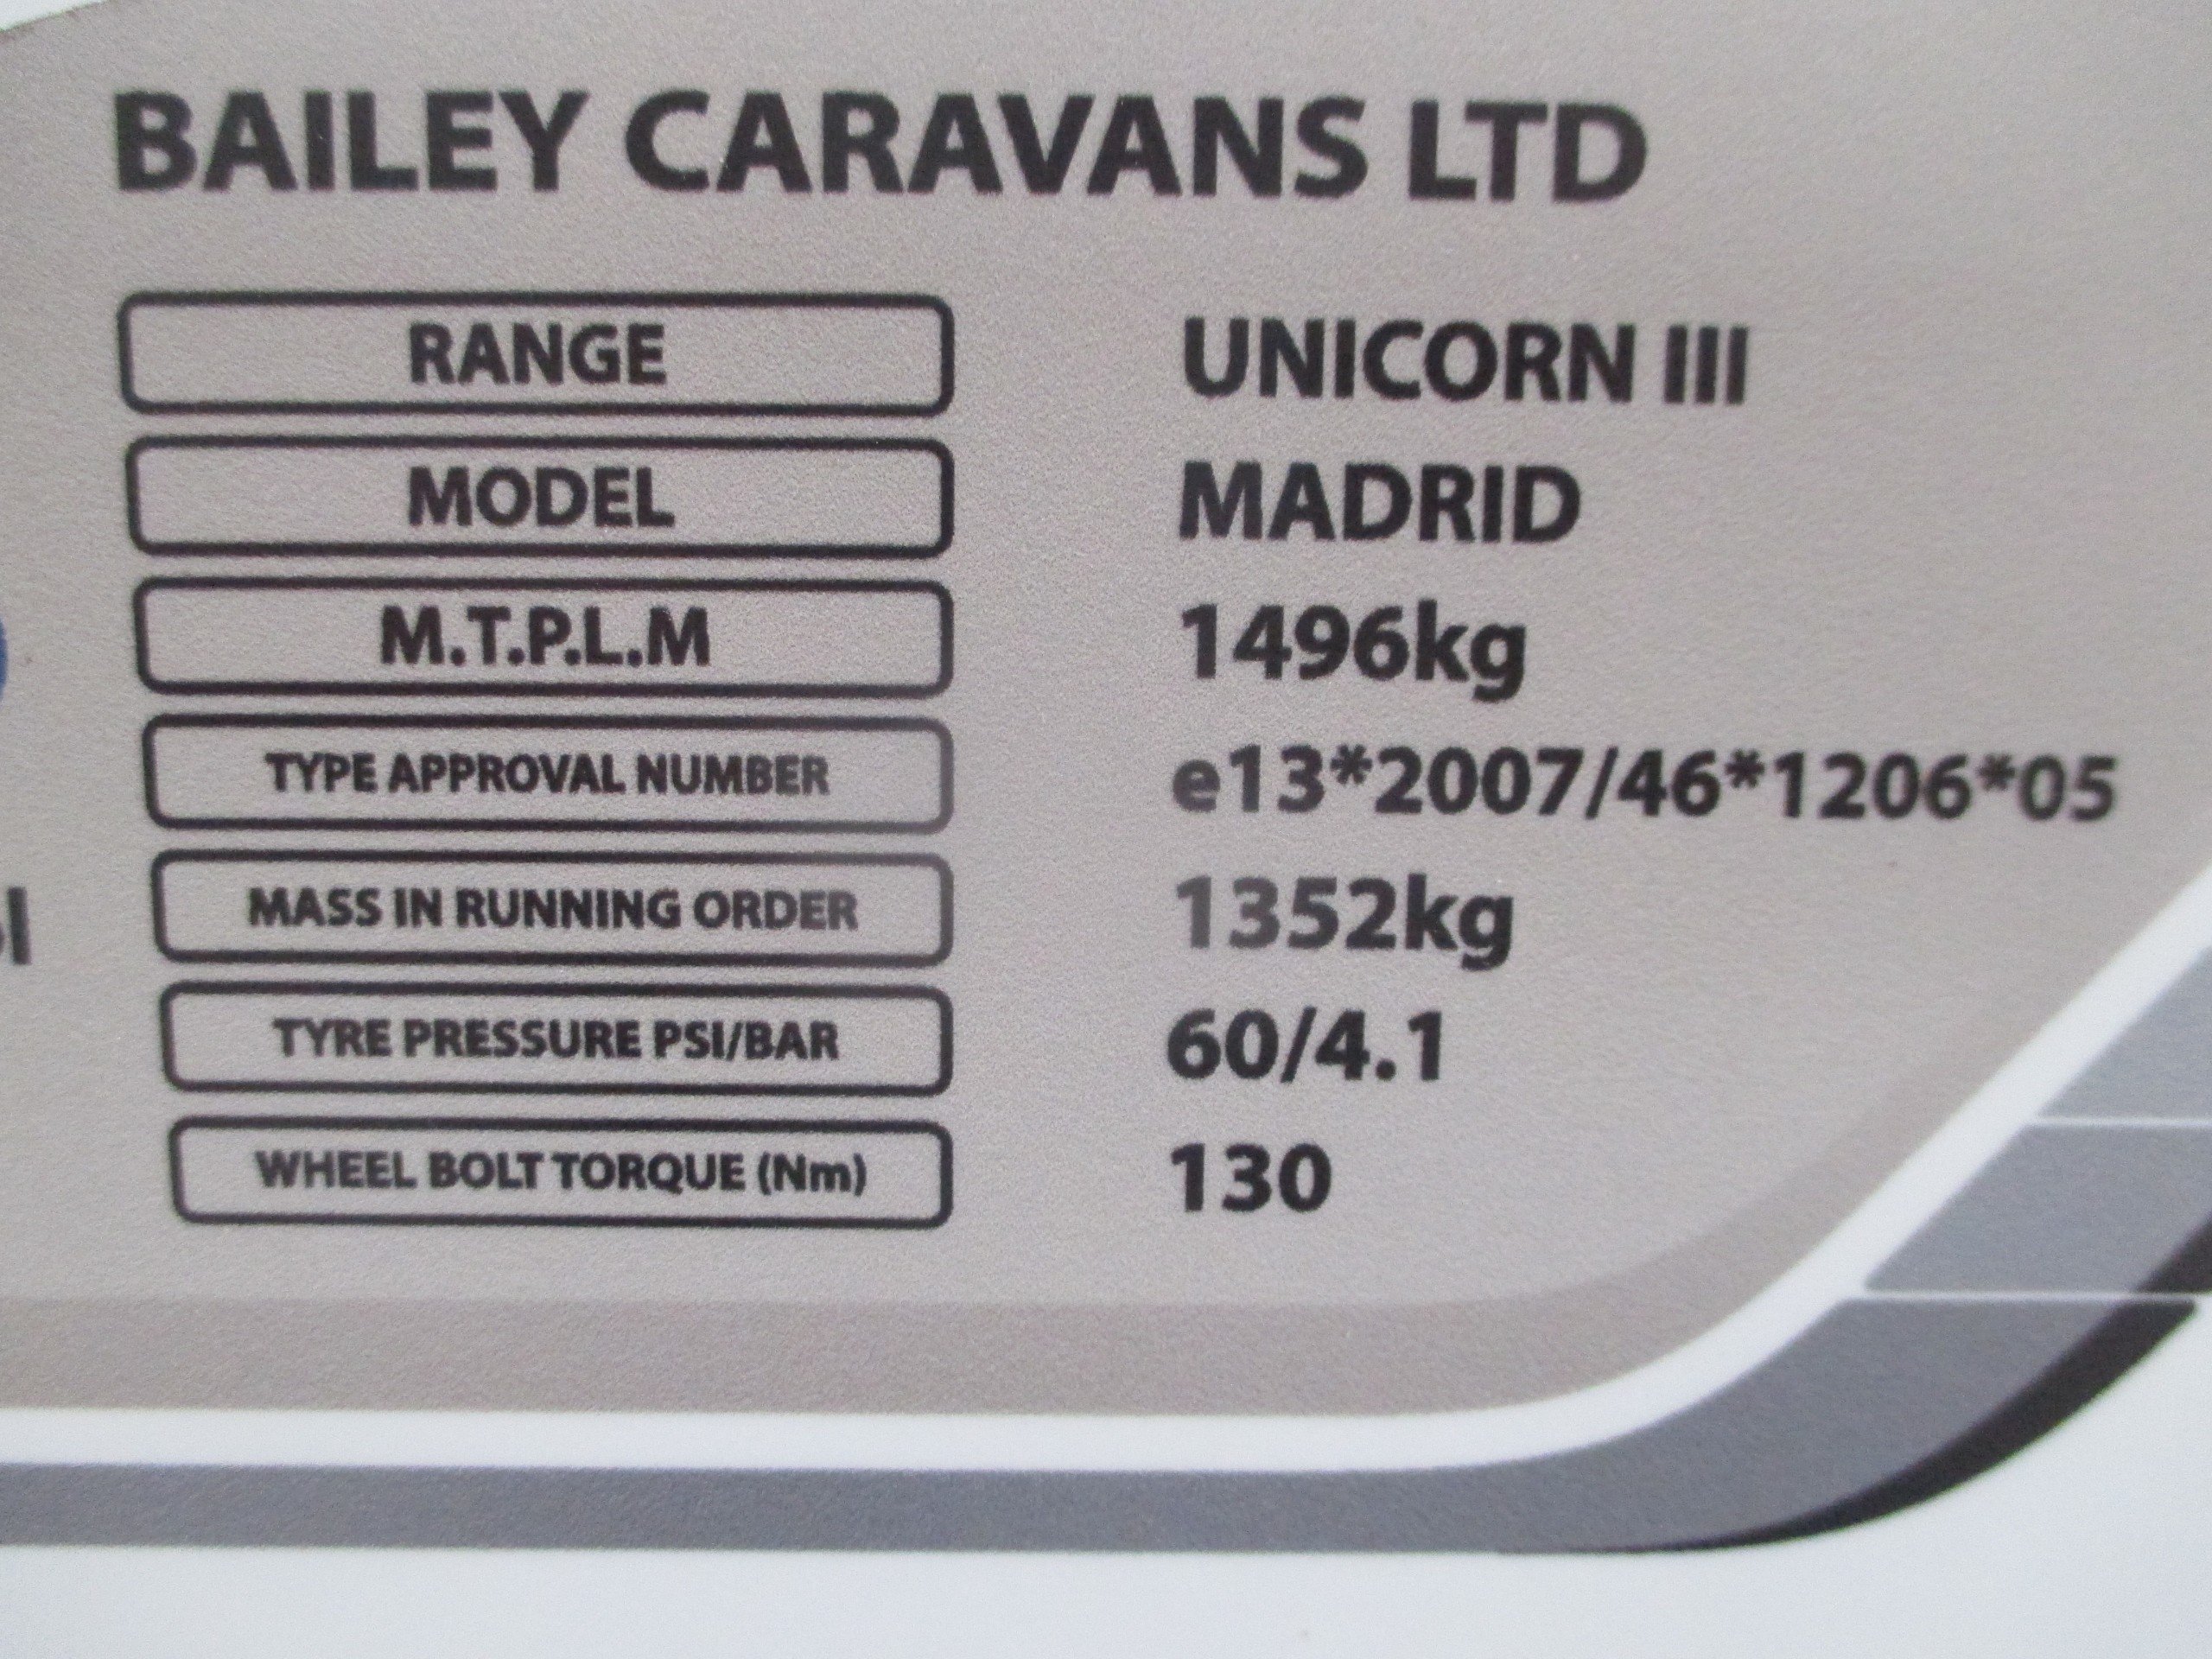 BAILEY CARAVANS LTD
RANGE UNICORN III
MODEL MADRID
M.T.P.L.M 1496kg
TYPE APPROVAL NUMBER e13*2007/46*1206*05
MASS IN RUNNING ORDER 1352kg
TYRE PRESSURE PSI/BAR 60/4.1
WHEEL BOLT TORQUE (Nm) 130